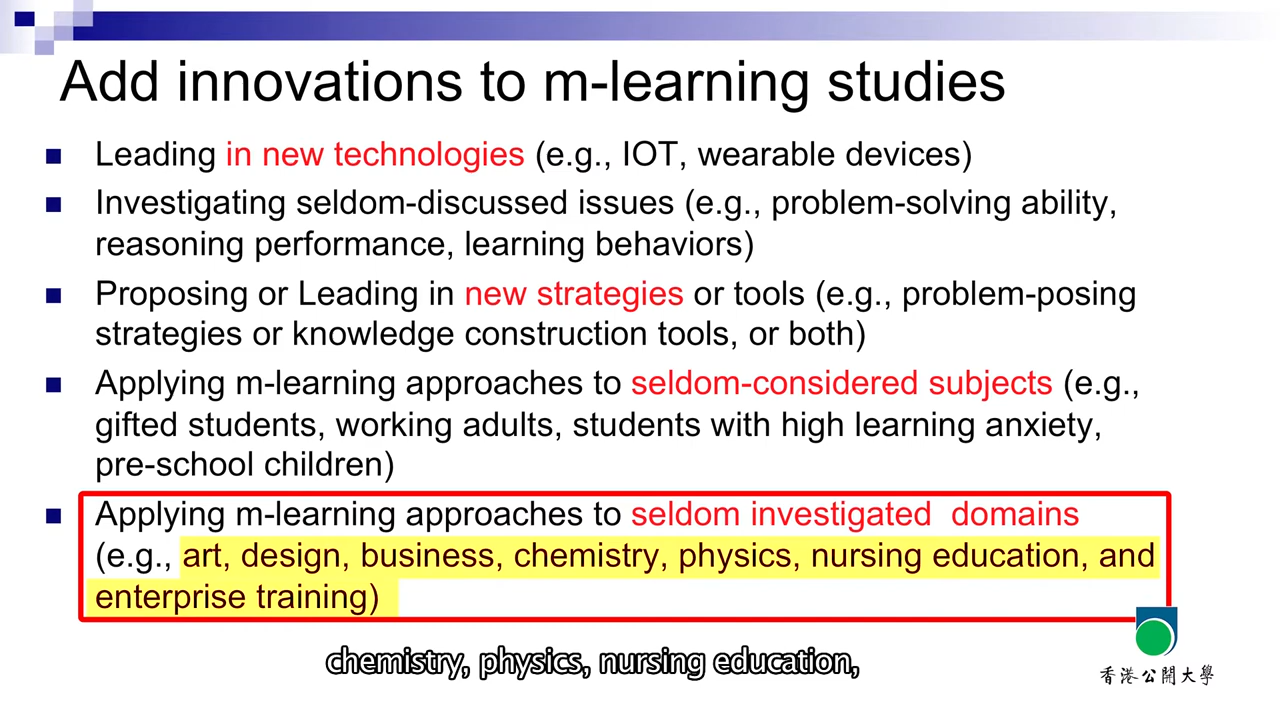 Add innovations to m-learning studies
Leading in new technologies (e.g., IOT, wearable devices)
Investigating seldom-discussed issues (e.g., problem-solving ability,
reasoning performance, learning behaviors)
Proposing or Leading in new strategies or tools (e.g., problem-posing
strategies or knowledge construction tools, or both)
Applying m-learning approaches to seldom-considered subjects (e.g.,
gifted students, working adults, students with high learning anxiety,
pre-school children)
Applying m-learning approaches to seldom investigated  domains
(e.g., art, design, business, chemistry, physics, nursing education, and
enterprise training)
chemistry, physics, nursing education,
香港公開大學